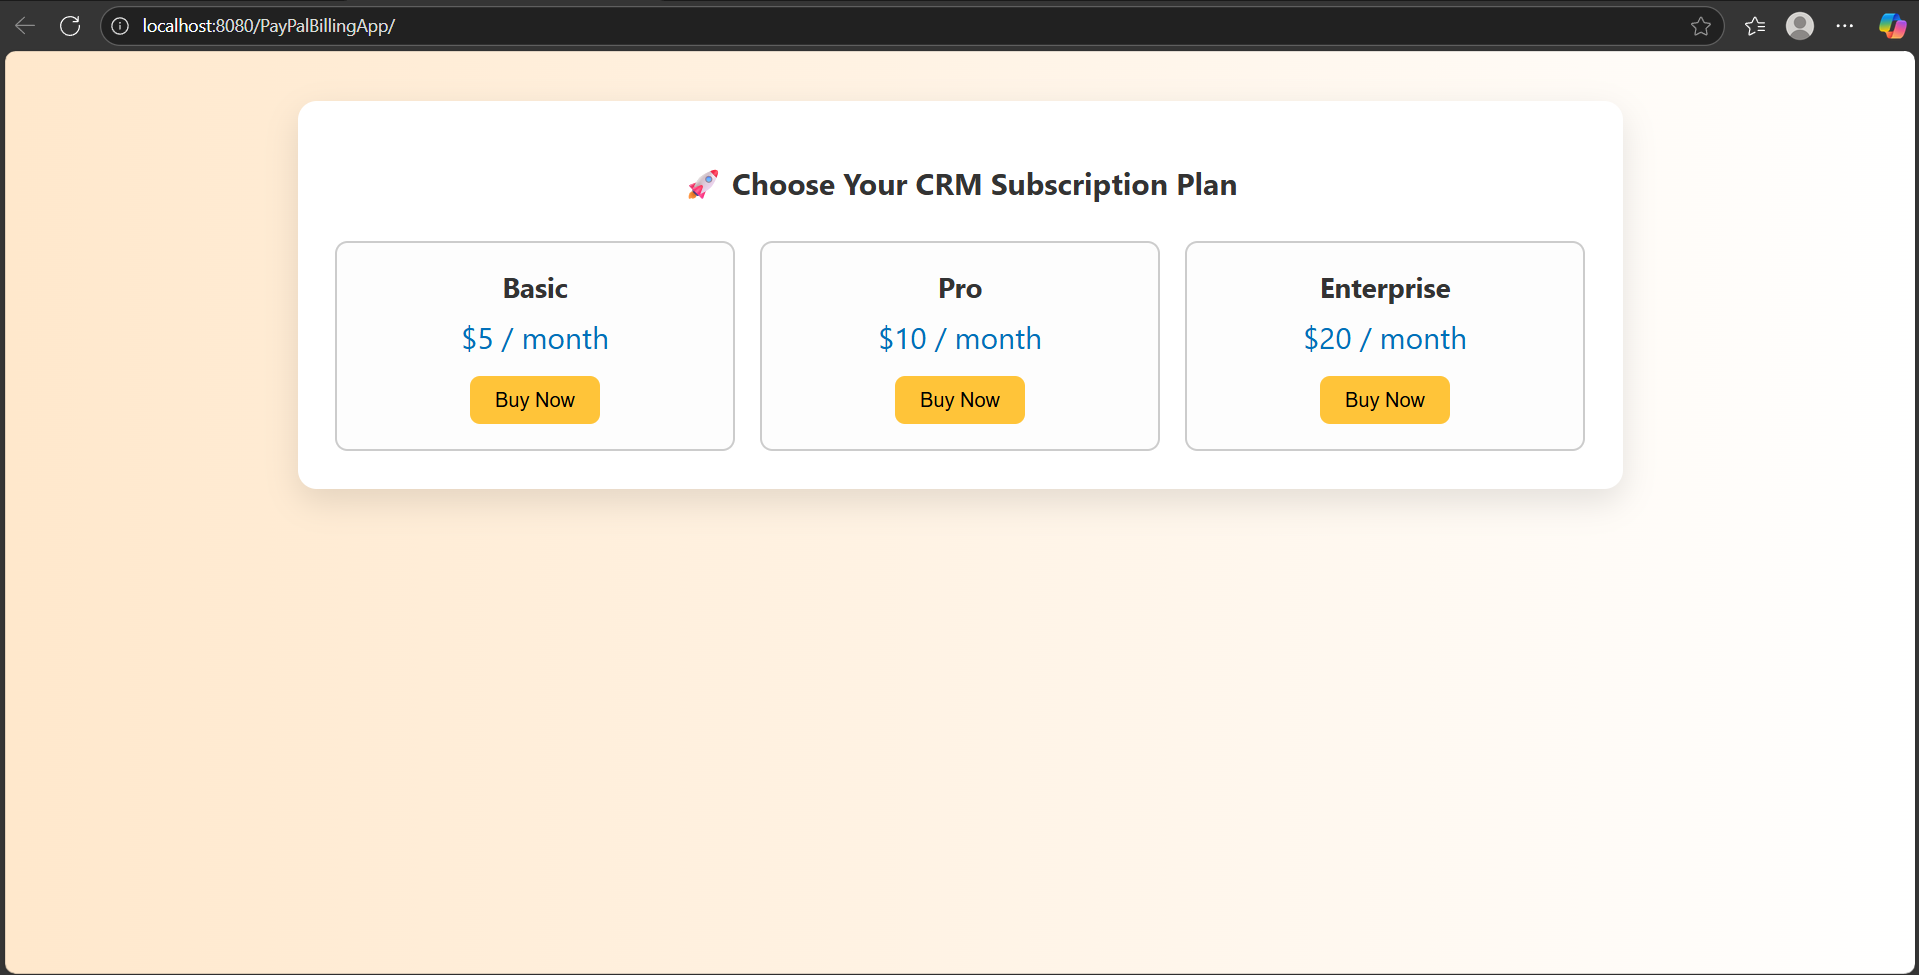 localhost:8080/PayPalBillingApp/
🚀 Choose Your CRM Subscription Plan
Basic
$5 / month
Buy Now
Pro
$10 / month
Buy Now
Enterprise
$20 / month
Buy Now